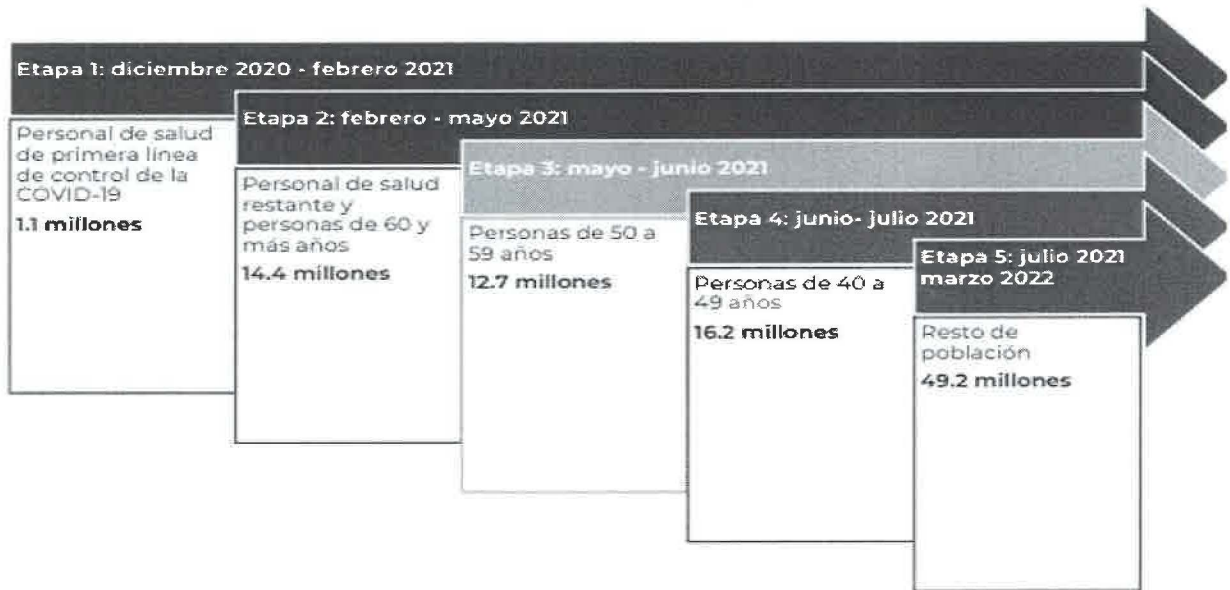 Etapa 1: diciembre 2020 - febrero 2021
Personal de salud
de primera línea
de control de la
COVID-19
1.1 millones
Etapa 2: febrero - mayo 2021
Personal de salud
restante y
personas de 60 y
más años
14.4 millones
Etapa 3: mayo - junio 2021
Personas de 50 a
59 años
12.7 millones
Etapa 4: junio- julio 2021
Personas de 40 a
49 años
16.2 millones
Etapa 5: julio 2021
marzo 2022
Resto de
población
49.2 millones